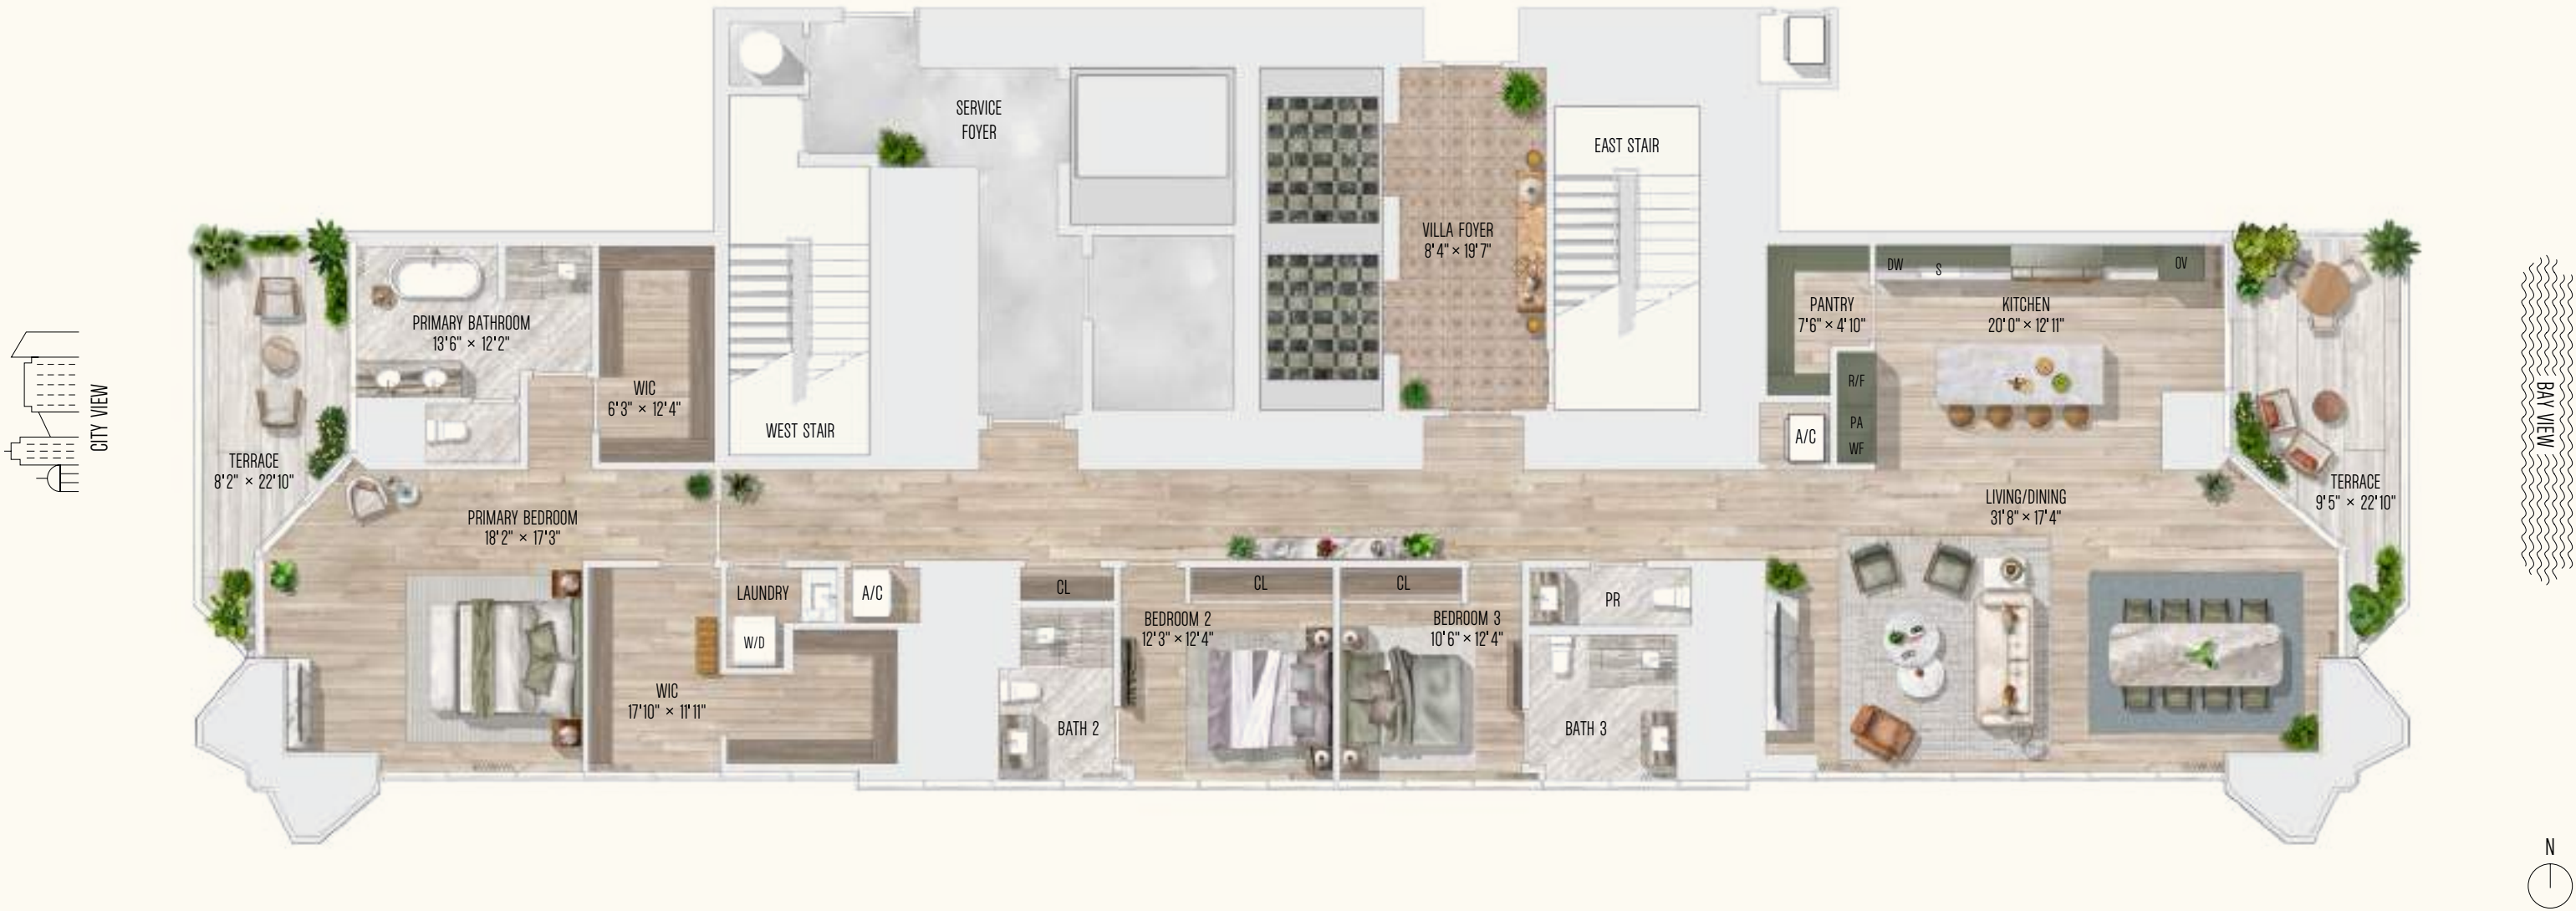 SERVICE
FOYER
EAST STAIR
VILLA FOYER
8'4" × 19'7"
DW
S
OV
PANTRY
7'6" × 4'10"
KITCHEN
20'0" × 12'11"
PRIMARY BATHROOM
13'6" × 12'2"
WIC
6'3" × 12'4"
R/F
PA
WF
A/C
WEST STAIR
CITY VIEW
BAY VIEW
TERRACE
8'2" × 22'10"
TERRACE
9'5" × 22'10"
LIVING/DINING
31'8" × 17'4"
PRIMARY BEDROOM
18'2" × 17'3"
LAUNDRY
A/C
W/D
CL
CL
CL
BEDROOM 2
12'3" × 12'4"
BEDROOM 3
10'6" × 12'4"
PR
WIC
17'10" × 11'11"
BATH 2
BATH 3
N